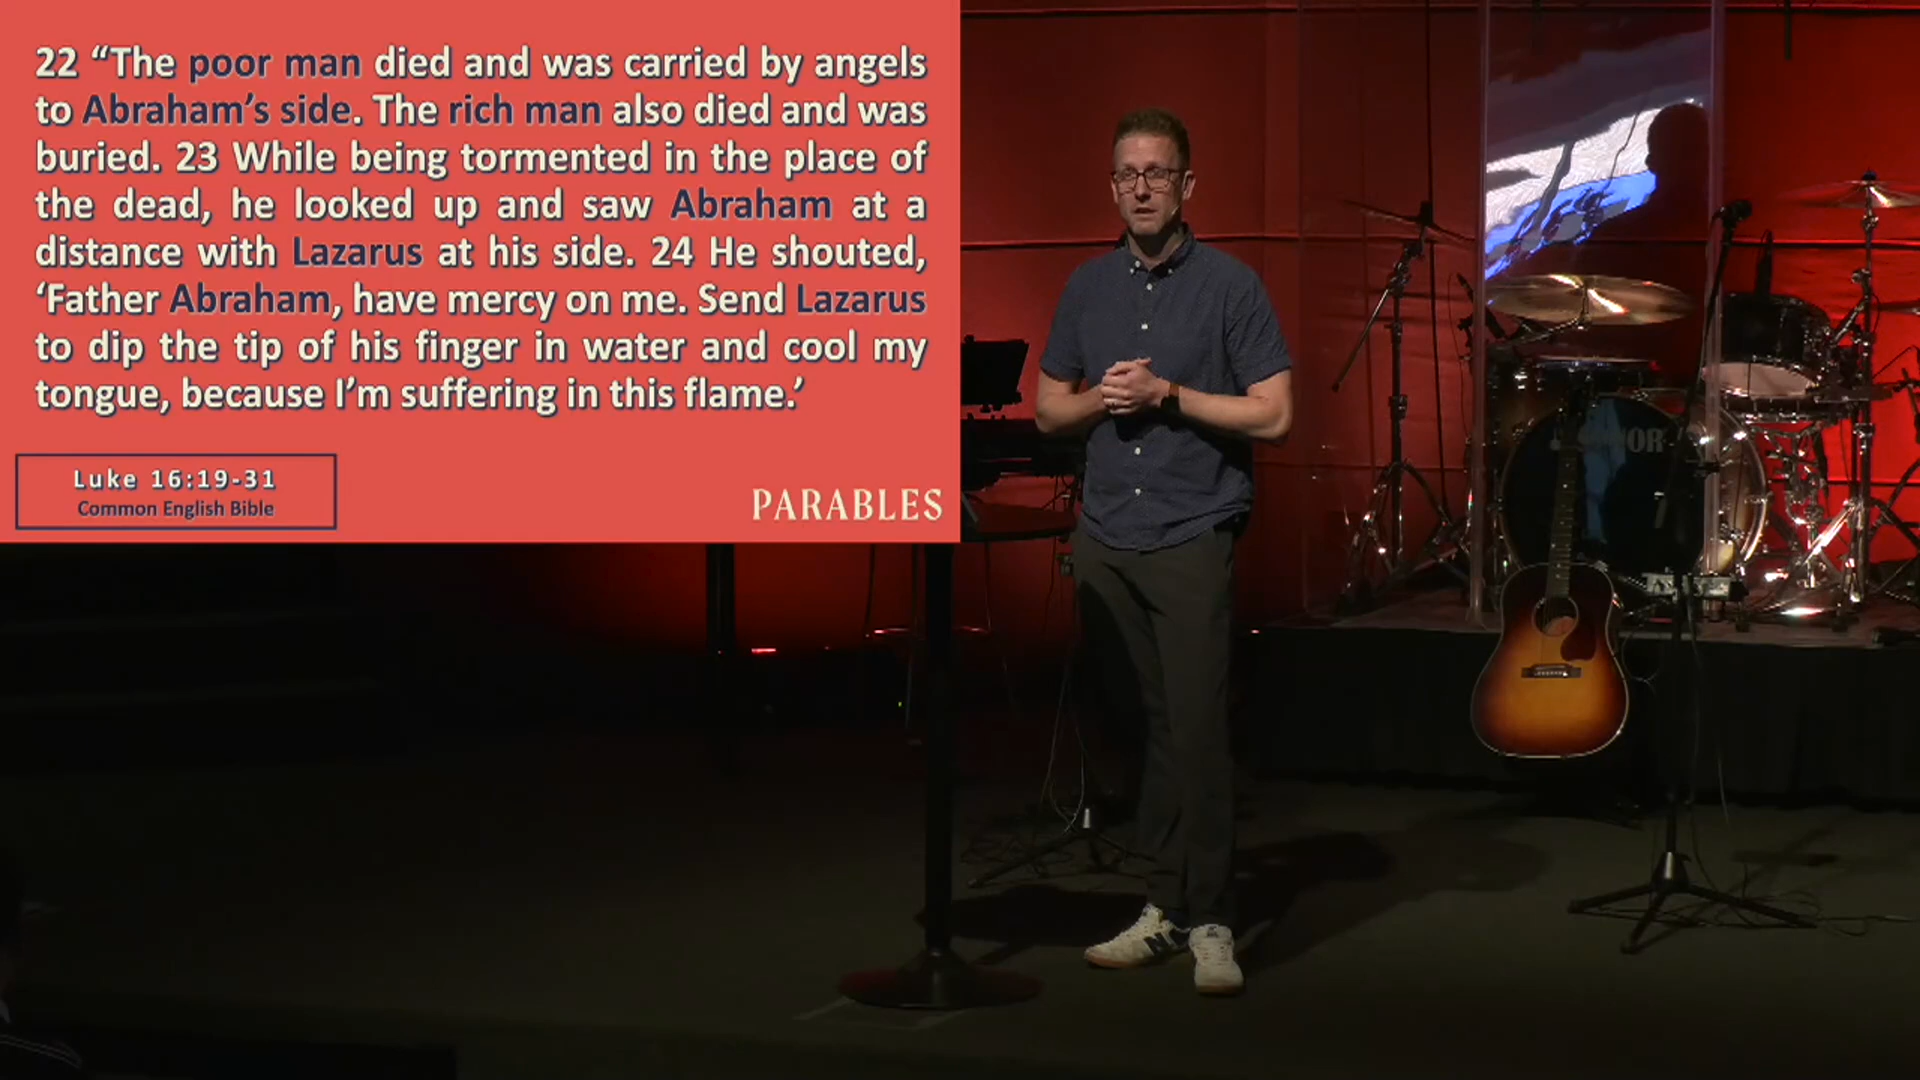 22 “The poor man died and was carried by angels
to Abraham’s side. The rich man also died and was
buried. 23 While being tormented in the place of
the dead, he looked up and saw Abraham at a
distance with Lazarus at his side. 24 He shouted,
‘Father Abraham, have mercy on me. Send Lazarus
to dip the tip of his finger in water and cool my
tongue, because I’m suffering in this flame.’
Luke 16:19-31
Common English Bible
PARABLES